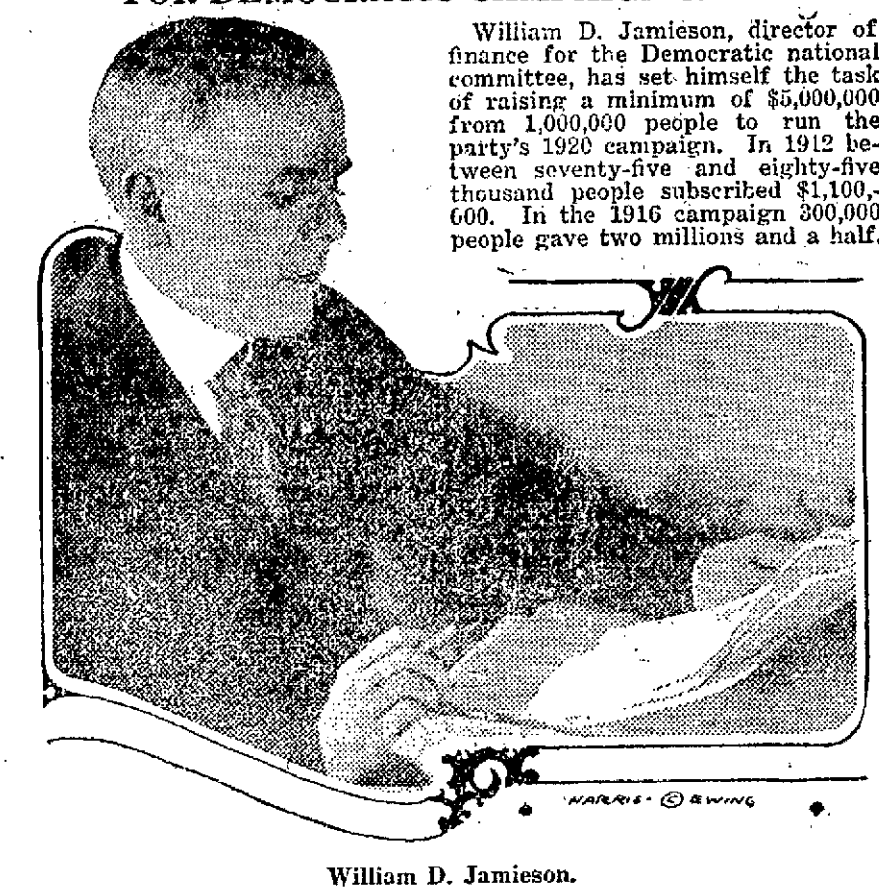 FOR DEMOCRATIC
William D. Jamieson, director of
finance for the Democratic national
committee, has set himself the task
of raising a minimum of $5,000,000
from 1,000,000 people to run the
party's 1920 campaign. In 1912 be-
tween seventy-five and eighty-five
thousand people subscribed $1,100,-
000. In the 1916 campaign 300,000
people gave two millions and a half.
HARRIS © EWING
William D. Jamieson.